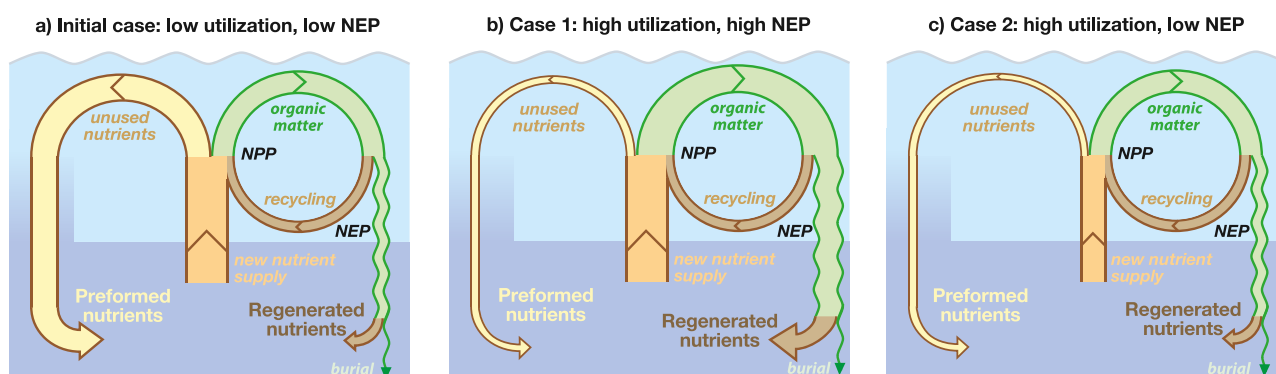 a) Initial case: low utilization, low NEP
unused
nutrients
organic
matter
NPP
recycling
NEP
new nutrient
supply
Preformed
nutrients
Regenerated
nutrients
burial
b) Case 1: high utilization, high NEP
unused
nutrients
organic
matter
NPP
recycling
NEP
new nutrient
supply
Preformed
nutrients
Regenerated
nutrients
burial
c) Case 2: high utilization, low NEP
unused
nutrients
organic
matter
NPP
recycling
NEP
new nutrient
supply
Preformed
nutrients
Regenerated
nutrients
burial